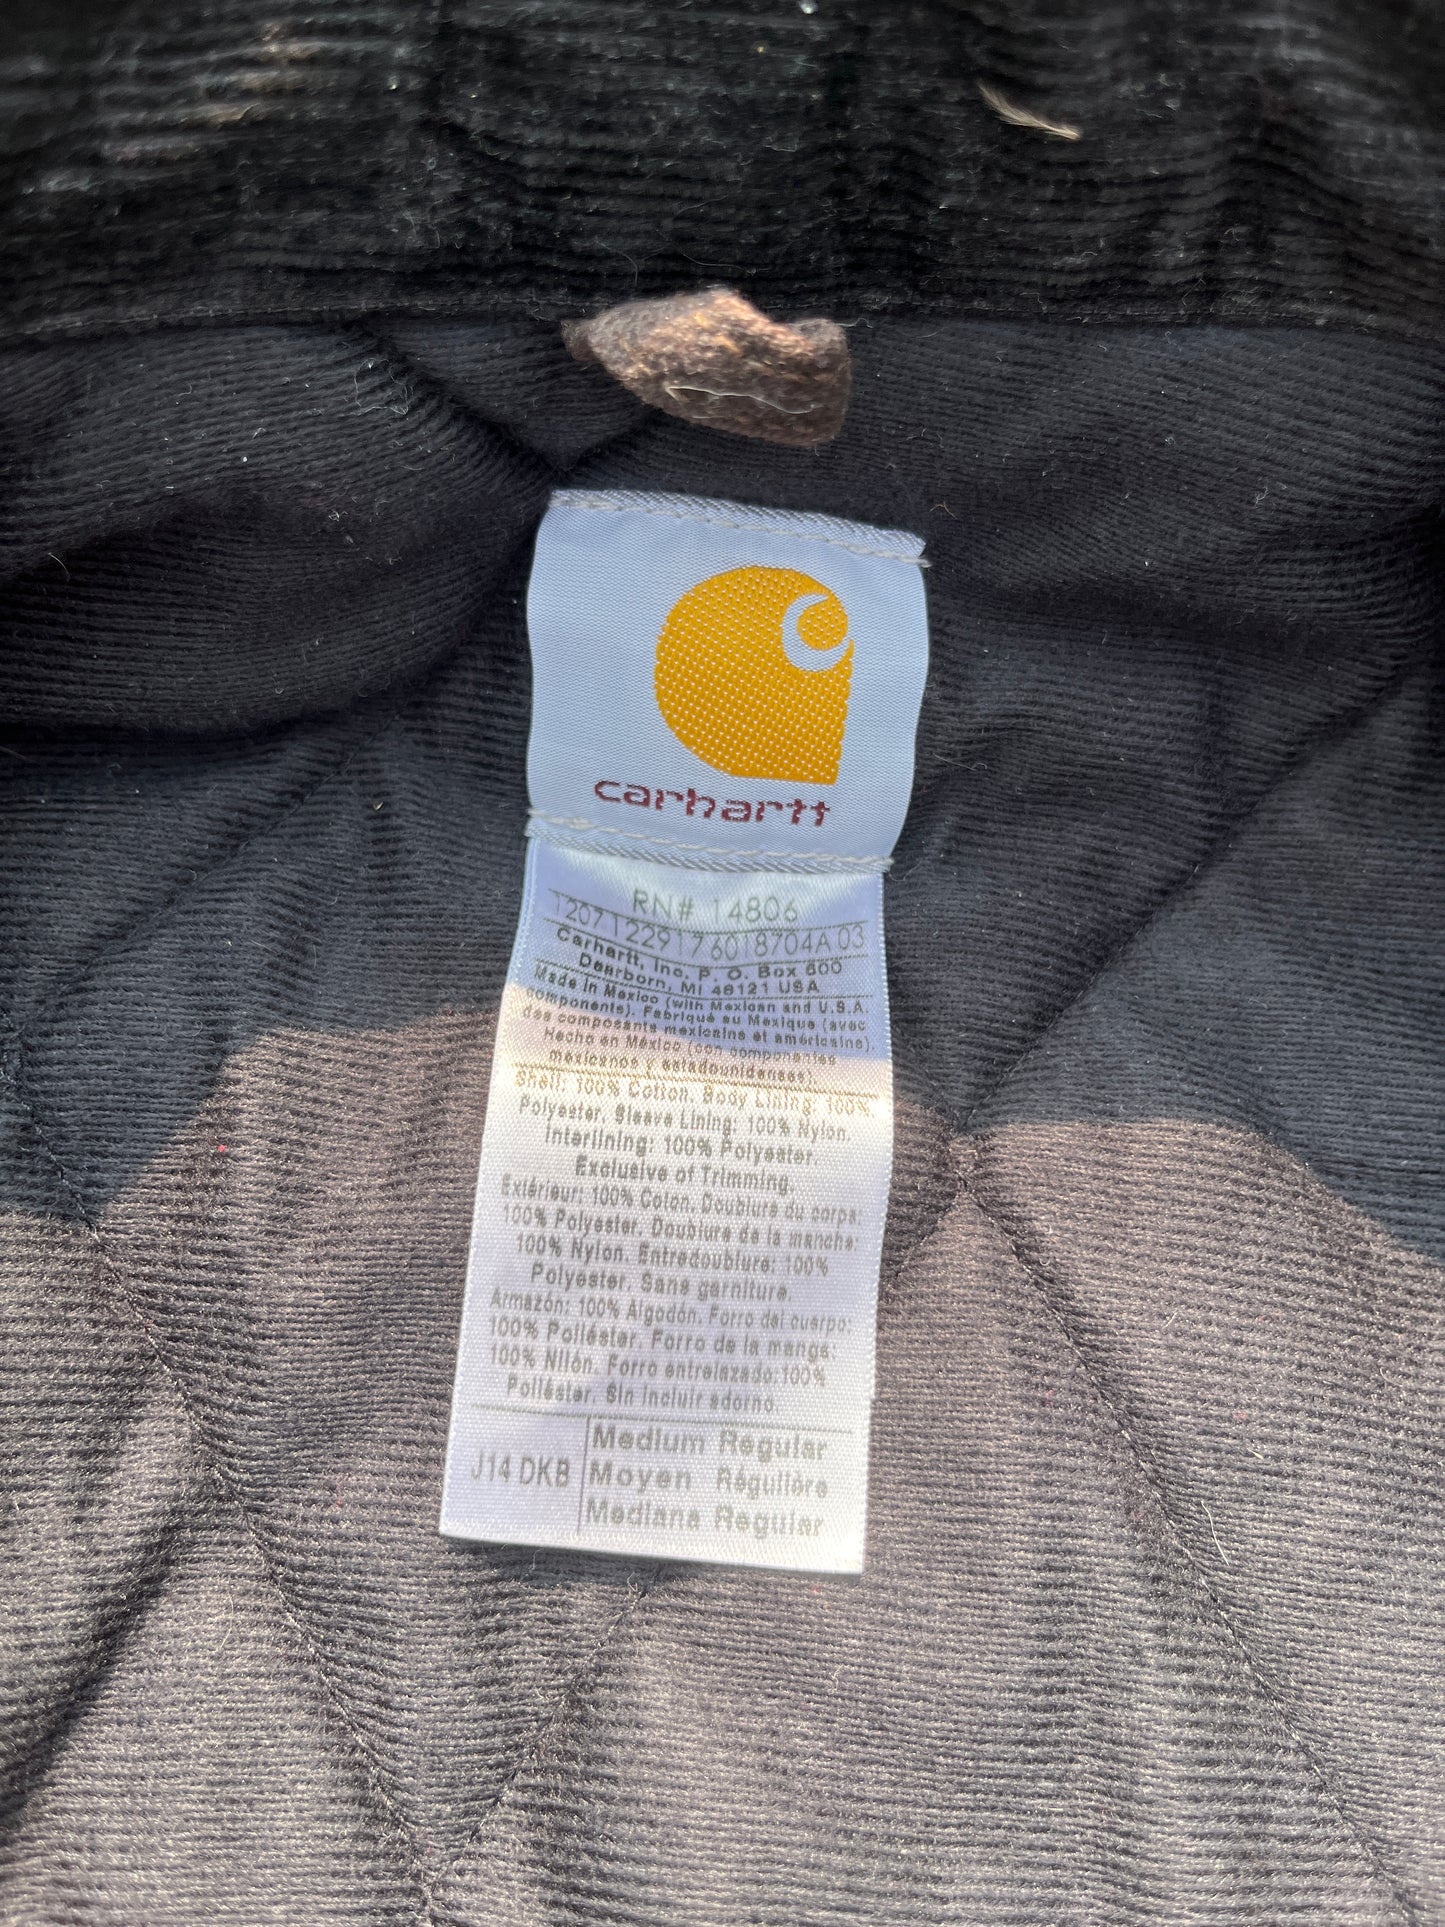 carhartt
RN# 14806
1207122917 6018704A 03
Carhartt, Inc. P. O. Box 600
Dearborn, MI 48121 USA
Made In Mexico (with Mexican and U.S.A.
components). Fabriqué au Mexique (avec
des composants mexicains et américains).
Hecho en México (con componentes
mexicanos y estadounidenses).
Shell: 100% Cotton. Body Lining: 100%
Polyester. Sleeve Lining: 100% Nylon.
Interlining: 100% Polyester.
Exclusive of Trimming.
Extérieur: 100% Coton. Doublure du corps:
100% Polyester. Doublure de la manche:
100% Nylon. Entredoublure: 100%
Polyester. Sans garniture.
Armazón: 100% Algodón. Forro del cuerpo:
100% Poliéster. Forro de la manga:
100% Nilón. Forro entrelazado: 100%
Poliéster. Sin incluir adorno.
J14 DKB
Medium Regular
Moyen Régulière
Mediana Regular